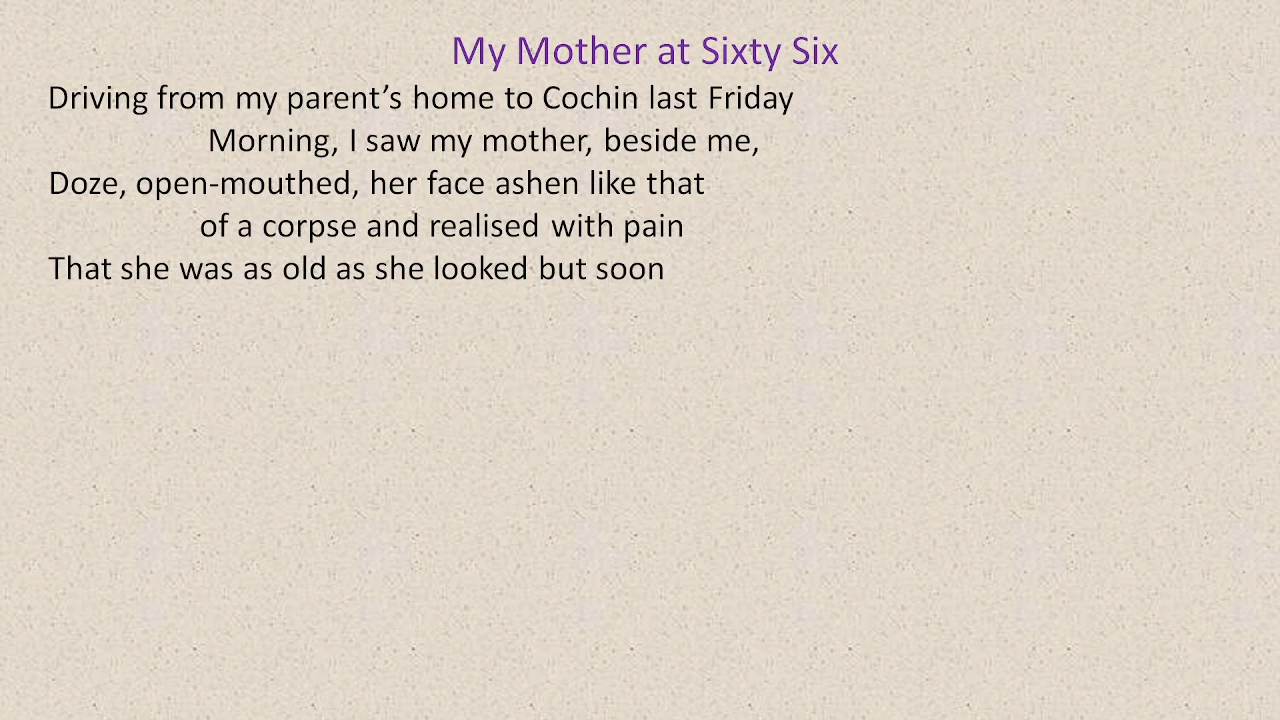 My Mother at Sixty Six
Driving from my parent’s home to Cochin last Friday
Morning, I saw my mother, beside me,
Doze, open-mouthed, her face ashen like that
of a corpse and realised with pain
That she was as old as she looked but soon